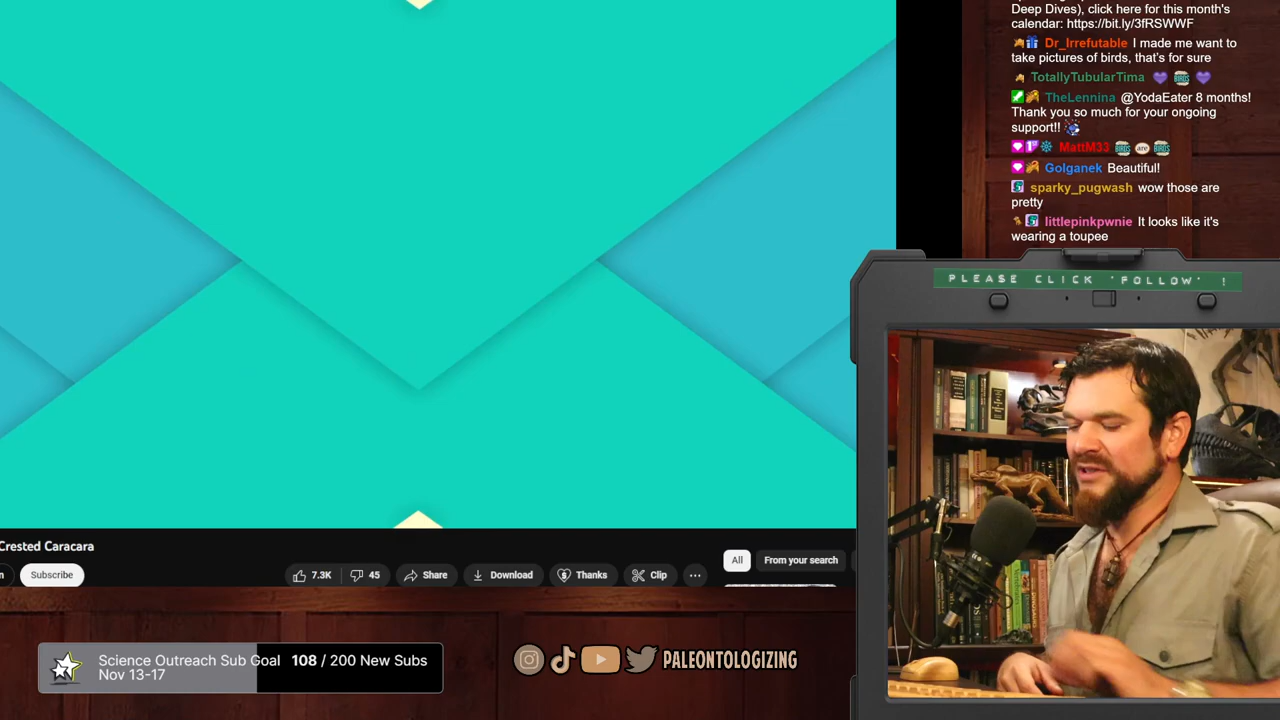 Deep Dives), click here for this month's
calendar: https://bit.ly/3fRSWWF
Dr_Irrefutable I made me want to
take pictures of birds, that's for sure
TotallyTubularTima
TheLennina @YodaEater 8 months!
Thank you so much for your ongoing
support!!
MattM33 BIRDS are BIRDS
Golganek Beautiful!
sparky_pugwash wow those are
pretty
littlepinkpwnie It looks like it's
wearing a toupee
PLEASE CLICK 'FOLLOW' !
Crested Caracara
n Subscribe 7.3K 45 Share Download Thanks Clip ...
All From your search
Science Outreach Sub Goal 108 / 200 New Subs
Nov 13-17
PALEONTOLOGIZING